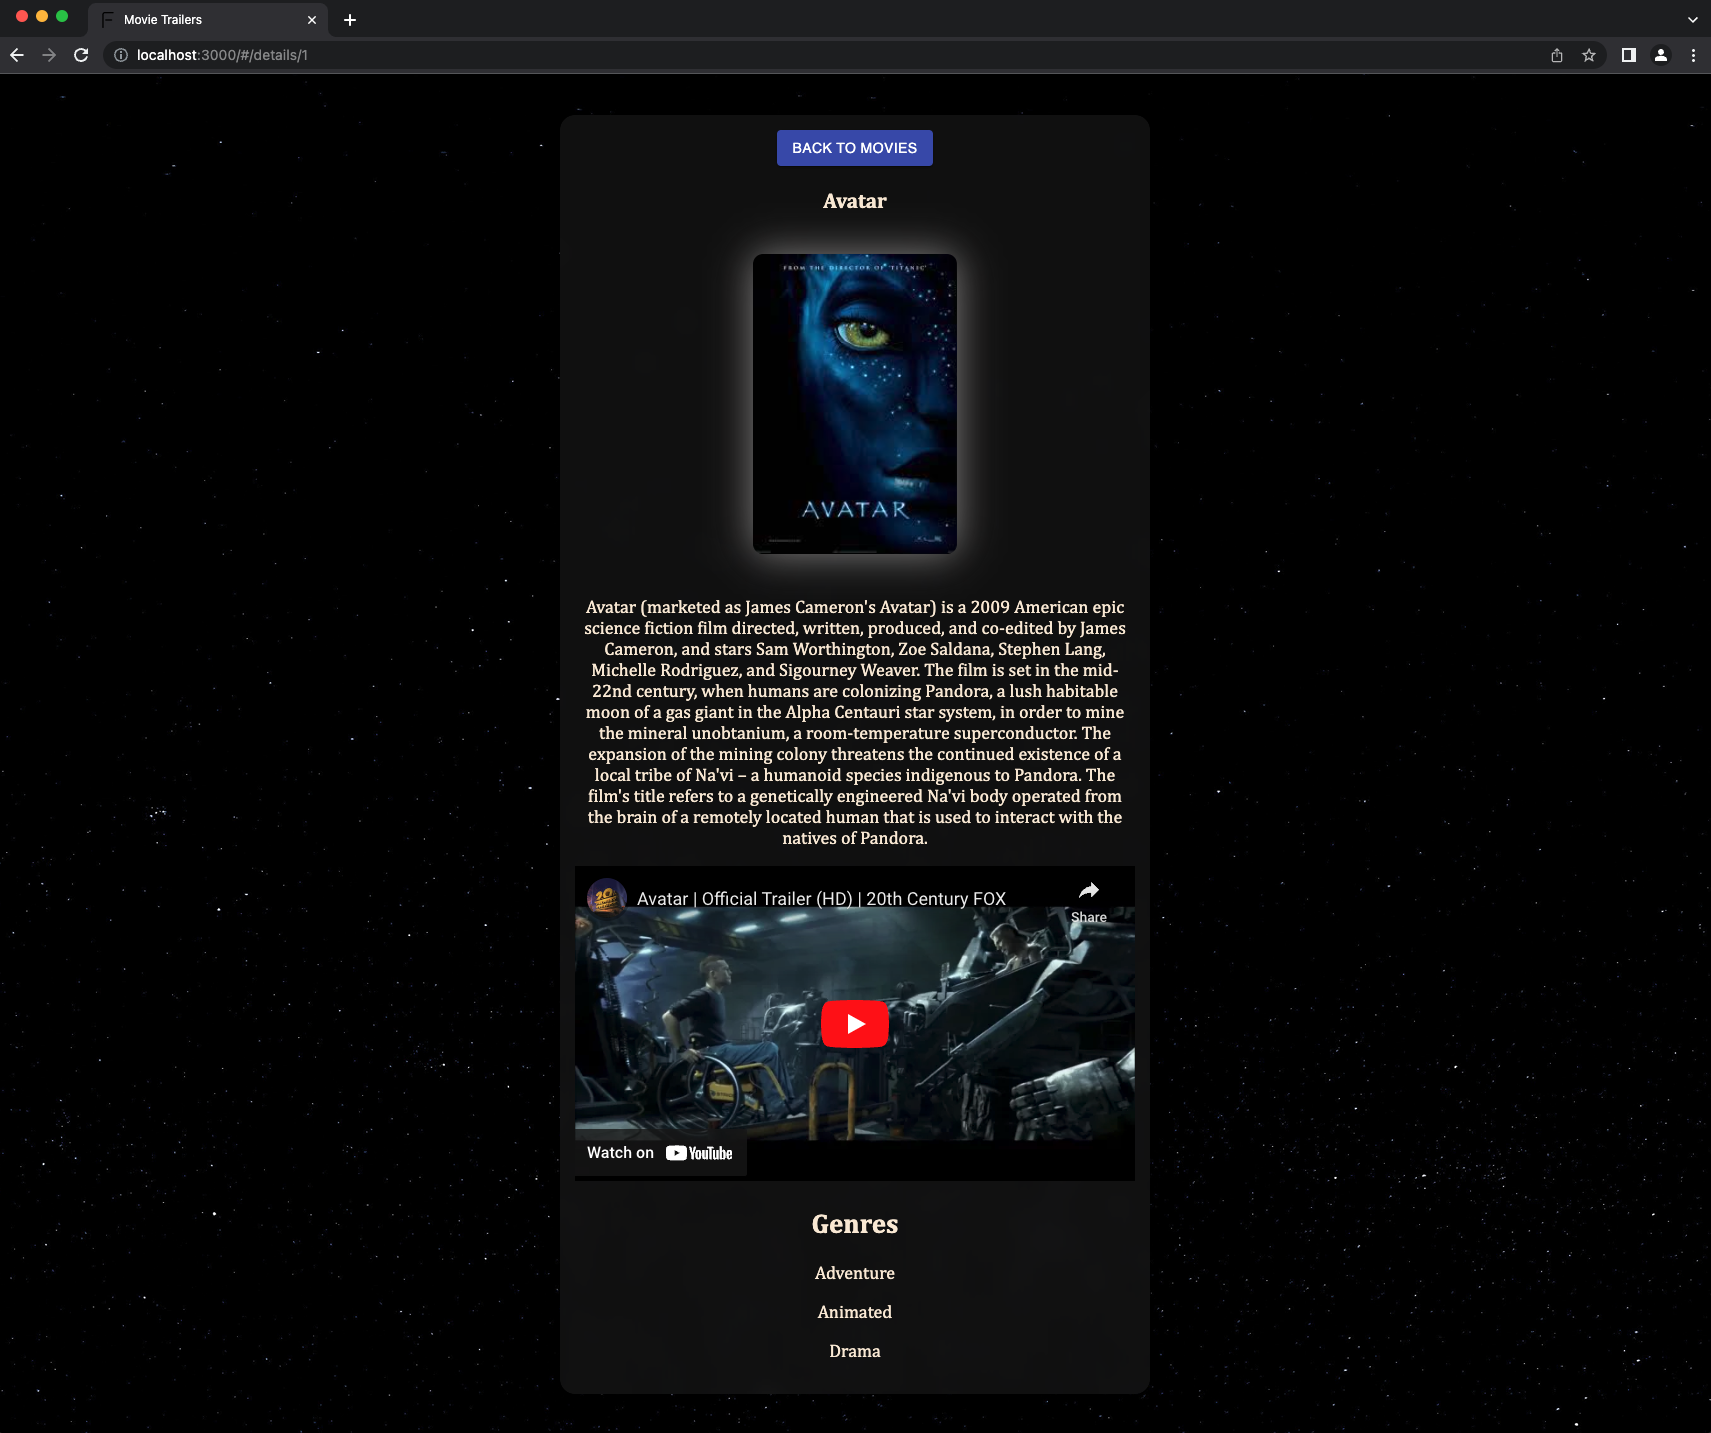 Movie Trailers
localhost:3000/#/details/1
BACK TO MOVIES
Avatar
FROM THE DIRECTOR OF 'TITANIC'
AVATAR
Avatar (marketed as James Cameron's Avatar) is a 2009 American epic
science fiction film directed, written, produced, and co-edited by James
Cameron, and stars Sam Worthington, Zoe Saldana, Stephen Lang,
Michelle Rodriguez, and Sigourney Weaver. The film is set in the mid-
22nd century, when humans are colonizing Pandora, a lush habitable
moon of a gas giant in the Alpha Centauri star system, in order to mine
the mineral unobtanium, a room-temperature superconductor. The
expansion of the mining colony threatens the continued existence of a
local tribe of Na'vi – a humanoid species indigenous to Pandora. The
film's title refers to a genetically engineered Na'vi body operated from
the brain of a remotely located human that is used to interact with the
natives of Pandora.
Avatar | Official Trailer (HD) | 20th Century FOX
Share
Watch on YouTube
Genres
Adventure
Animated
Drama